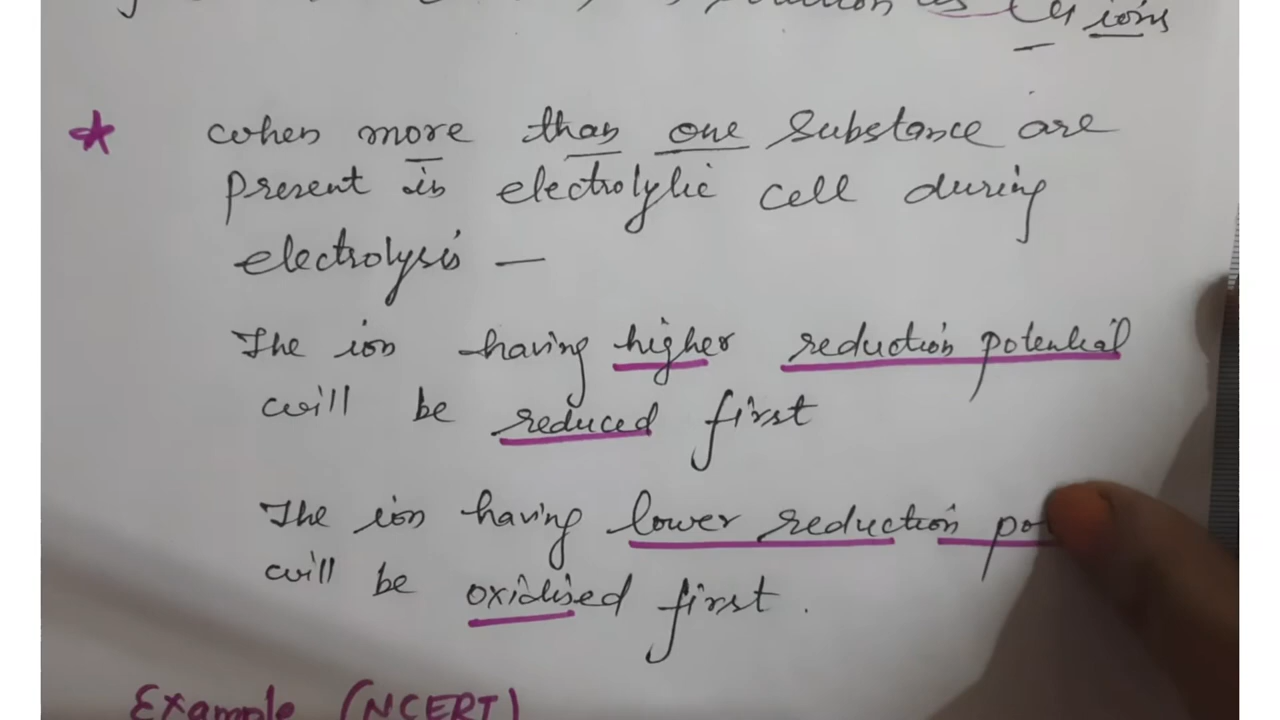 ions
★ When more than one substance are
present in electrolytic cell during
electrolysis —
The ion having higher reduction potential
will be reduced first
The ion having lower reduction
will be oxidised first.
Example (NCERT)